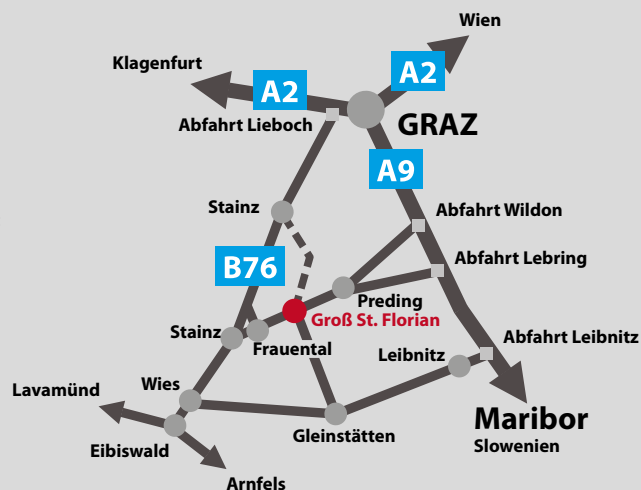 Wien
Klagenfurt
A2
A2
Abfahrt Lieboch
GRAZ
A9
Stainz
Abfahrt Wildon
B76
Abfahrt Lebring
Preding
Groß St. Florian
Stainz
Frauental
Abfahrt Leibnitz
Leibnitz
Lavamünd
Wies
Maribor
Slowenien
Gleinstätten
Eibiswald
Arnfels